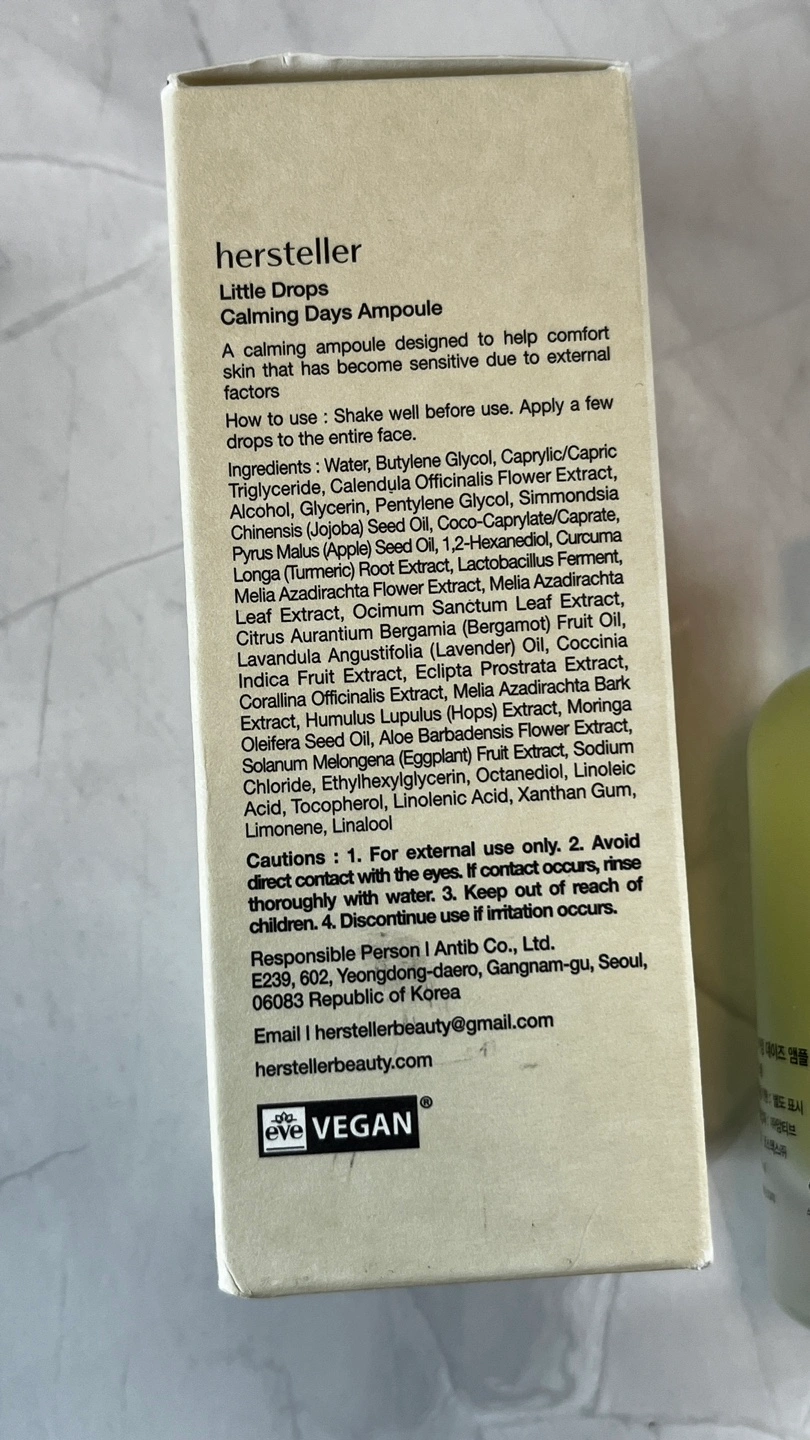 hersteller
Little Drops
Calming Days Ampoule
A calming ampoule designed to help comfort
skin that has become sensitive due to external
factors
How to use : Shake well before use. Apply a few
drops to the entire face.
Ingredients : Water, Butylene Glycol, Caprylic/Capric
Triglyceride, Calendula Officinalis Flower Extract,
Alcohol, Glycerin, Pentylene Glycol, Simmondsia
Chinensis (Jojoba) Seed Oil, Coco-Caprylate/Caprate,
Pyrus Malus (Apple) Seed Oil, 1,2-Hexanediol, Curcuma
Longa (Turmeric) Root Extract, Lactobacillus Ferment,
Melia Azadirachta Flower Extract, Melia Azadirachta
Leaf Extract, Ocimum Sanctum Leaf Extract,
Citrus Aurantium Bergamia (Bergamot) Fruit Oil,
Lavandula Angustifolia (Lavender) Oil, Coccinia
Indica Fruit Extract, Eclipta Prostrata Extract,
Corallina Officinalis Extract, Melia Azadirachta Bark
Extract, Humulus Lupulus (Hops) Extract, Moringa
Oleifera Seed Oil, Aloe Barbadensis Flower Extract,
Solanum Melongena (Eggplant) Fruit Extract, Sodium
Chloride, Ethylhexylglycerin, Octanediol, Linoleic
Acid, Tocopherol, Linolenic Acid, Xanthan Gum,
Limonene, Linalool
Cautions : 1. For external use only. 2. Avoid
direct contact with the eyes. If contact occurs, rinse
thoroughly with water. 3. Keep out of reach of
children. 4. Discontinue use if irritation occurs.
Responsible Person I Antib Co., Ltd.
E239, 602, Yeongdong-daero, Gangnam-gu, Seoul,
06083 Republic of Korea
Email I herstellerbeauty@gmail.com
herstellerbeauty.com
eve VEGAN®
데이즈 앰플
별도 표시